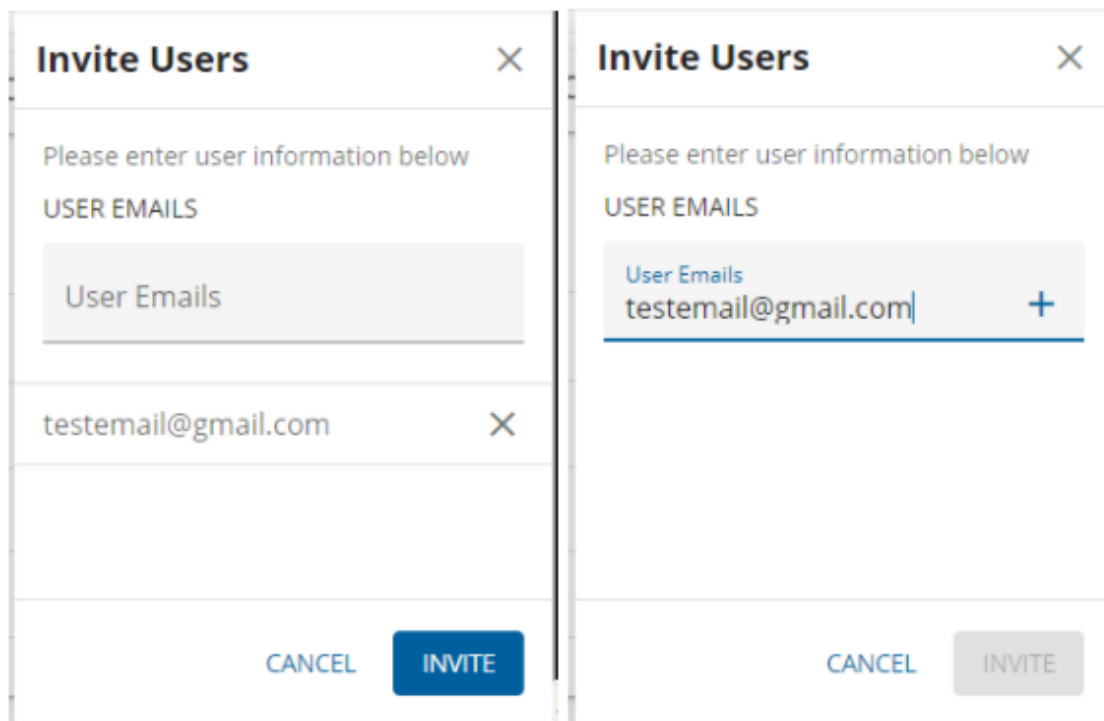 Invite Users
Please enter user information below
USER EMAILS
User Emails
testemail@gmail.com
CANCEL INVITE
Invite Users
Please enter user information below
USER EMAILS
User Emails
testemail@gmail.com
CANCEL INVITE